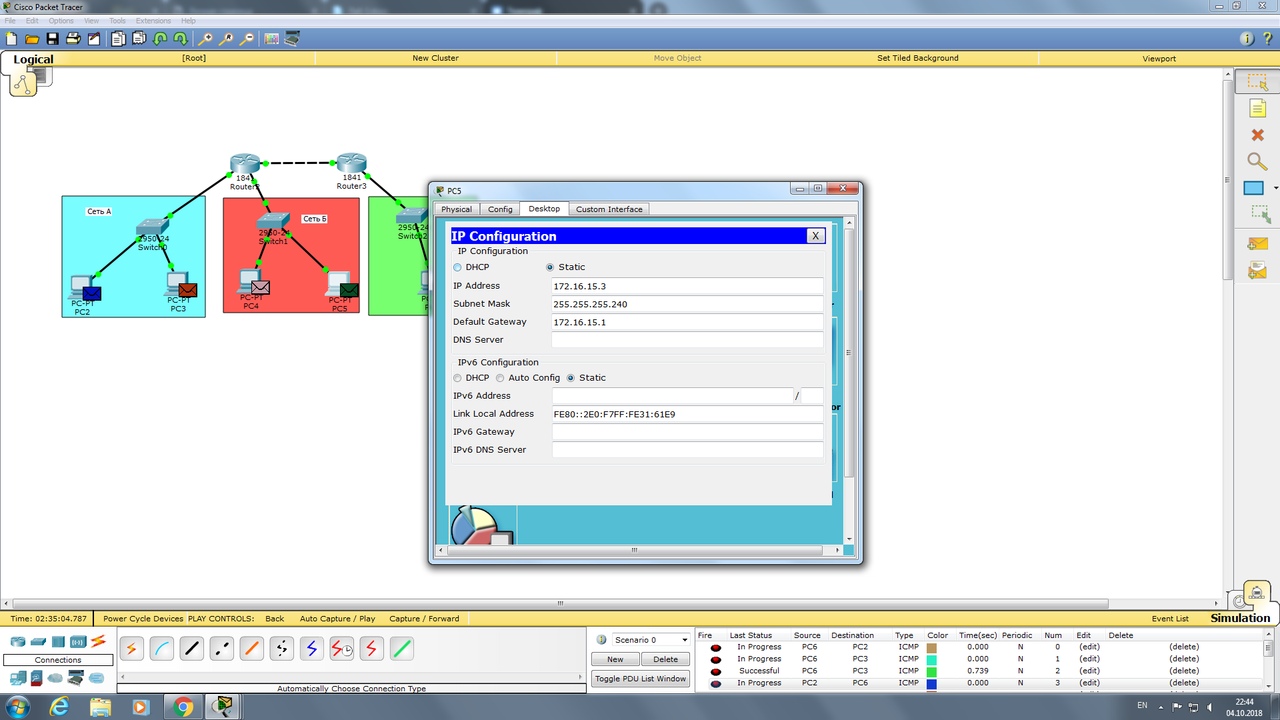 Cisco Packet Tracer
File Edit Options View Tools Extensions Help
Logical [Root] New Cluster Move Object Set Tiled Background Viewport
1841
Router3
184
Сеть А
Сеть Б
2950-24
Switch0
2950-24
Switch1
PC-PT
PC2
PC-PT
PC3
PC-PT
PC4
PC-PT
PC5
PC5
Physical Config Desktop Custom Interface
IP Configuration X
IP Configuration
DHCP Static
IP Address 172.16.15.3
Subnet Mask 255.255.255.240
Default Gateway 172.16.15.1
DNS Server
IPv6 Configuration
DHCP Auto Config Static
IPv6 Address /
Link Local Address FE80::2E0:F7FF:FE31:61E9
IPv6 Gateway
IPv6 DNS Server
Time: 02:35:04.787 Power Cycle Devices PLAY CONTROLS: Back Auto Capture / Play Capture / Forward Event List Simulation
Connections
Automatically Choose Connection Type
Scenario 0
New Delete
Toggle PDU List Window
Fire Last Status Source Destination Type Color Time(sec) Periodic Num Edit Delete
In Progress PC6 PC2 ICMP 0.000 N 0 (edit) (delete)
In Progress PC6 PC3 ICMP 0.000 N 1 (edit) (delete)
Successful PC6 PC3 ICMP 0.739 N 2 (edit) (delete)
In Progress PC2 PC6 ICMP 0.000 N 3 (edit) (delete)
EN 22:44
04.10.2018